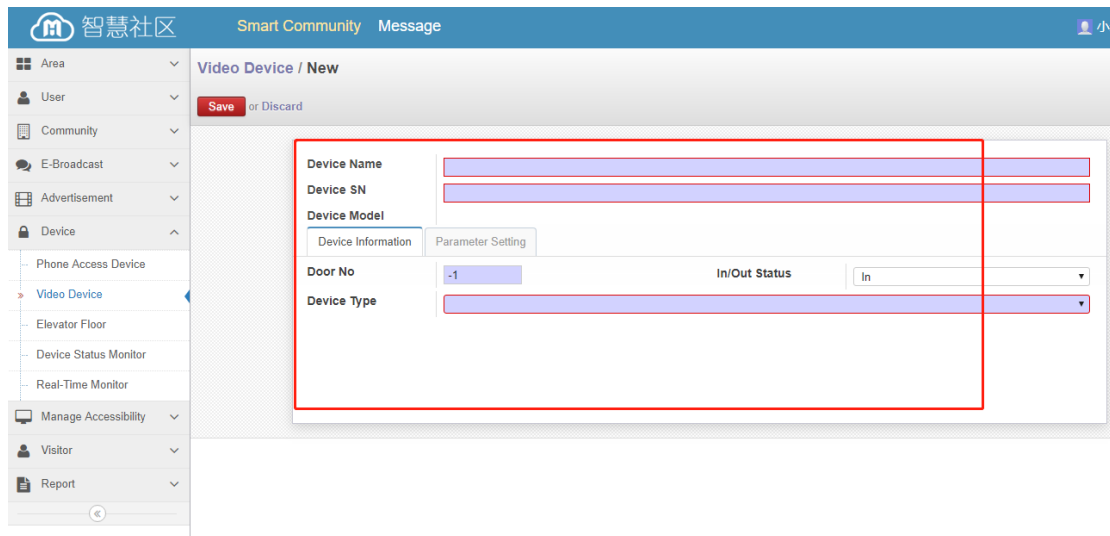 智慧社区 Smart Community Message 小
Area
User
Community
E-Broadcast
Advertisement
Device
Phone Access Device
Video Device
Elevator Floor
Device Status Monitor
Real-Time Monitor
Manage Accessibility
Visitor
Report
Video Device / New
Save or Discard
Device Name
Device SN
Device Model
Device Information Parameter Setting
Door No -1 In/Out Status In
Device Type